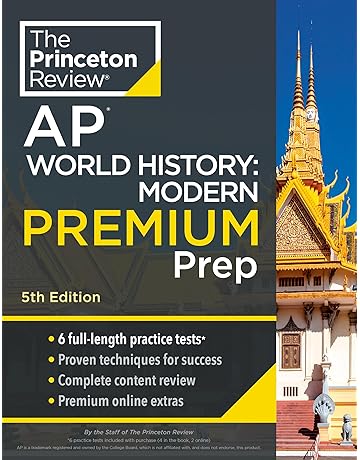 The
Princeton
Review®
AP®
WORLD HISTORY:
MODERN
PREMIUM
Prep
5th Edition
• 6 full-length practice tests*
• Proven techniques for success
• Complete content review
• Premium online extras
By the Staff of The Princeton Review
*6 practice tests included with purchase (4 in the book, 2 online)
AP is a trademark registered and owned by the College Board, which is not affiliated with, and does not endorse, this product.